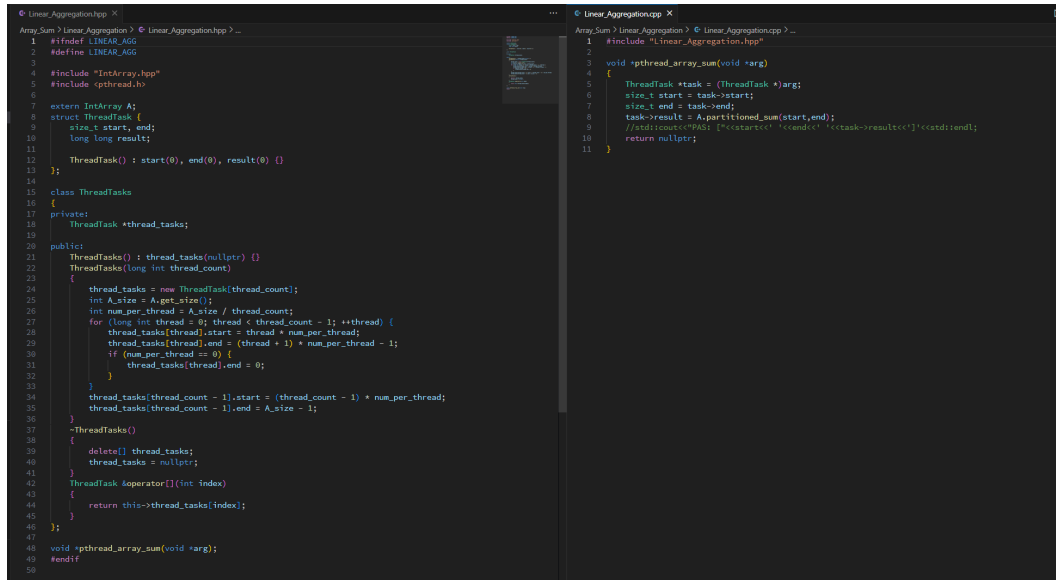 Linear_Aggregation.hpp ×
Array_Sum > Linear_Aggregation > Linear_Aggregation.hpp > ...
1 #ifndef LINEAR_AGG
2 #define LINEAR_AGG
3
4 #include "IntArray.hpp"
5 #include <pthread.h>
6
7 extern IntArray A;
8 struct ThreadTask {
9 size_t start, end;
10 long long result;
11
12 ThreadTask() : start(0), end(0), result(0) {}
13 };
14
15 class ThreadTasks
16 {
17 private:
18 ThreadTask *thread_tasks;
19
20 public:
21 ThreadTasks() : thread_tasks(nullptr) {}
22 ThreadTasks(long int thread_count)
23 {
24 thread_tasks = new ThreadTask[thread_count];
25 int A_size = A.get_size();
26 int num_per_thread = A_size / thread_count;
27 for (long int thread = 0; thread < thread_count - 1; ++thread) {
28 thread_tasks[thread].start = thread * num_per_thread;
29 thread_tasks[thread].end = (thread + 1) * num_per_thread - 1;
30 if (num_per_thread == 0) {
31 thread_tasks[thread].end = 0;
32 }
33 }
34 thread_tasks[thread_count - 1].start = (thread_count - 1) * num_per_thread;
35 thread_tasks[thread_count - 1].end = A_size - 1;
36 }
37 ~ThreadTasks()
38 {
39 delete[] thread_tasks;
40 thread_tasks = nullptr;
41 }
42 ThreadTask &operator[](int index)
43 {
44 return this->thread_tasks[index];
45 }
46 };
47
48 void *pthread_array_sum(void *arg);
49 #endif
50
Linear_Aggregation.cpp ×
Array_Sum > Linear_Aggregation > Linear_Aggregation.cpp > ...
1 #include "Linear_Aggregation.hpp"
2
3 void *pthread_array_sum(void *arg)
4 {
5 ThreadTask *task = (ThreadTask *)arg;
6 size_t start = task->start;
7 size_t end = task->end;
8 task->result = A.partitioned_sum(start,end);
9 //std::cout<<"PAS: ["<<start<<' '<<end<<' '<<task->result<<']'<<std::endl;
10 return nullptr;
11 }